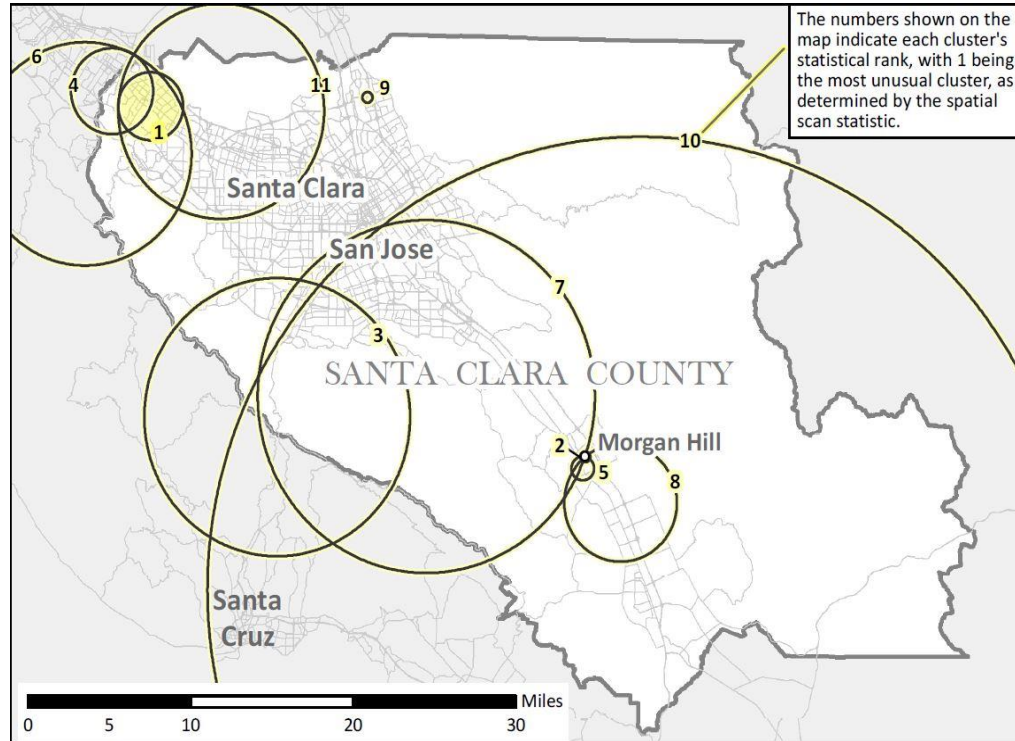 The numbers shown on the
map indicate each cluster's
statistical rank, with 1 being
the most unusual cluster, as
determined by the spatial
scan statistic.
6
4
11
9
1
10
Santa Clara
San Jose
7
3
SANTA CLARA COUNTY
2
Morgan Hill
5
8
Santa
Cruz
Miles
0 5 10 20 30